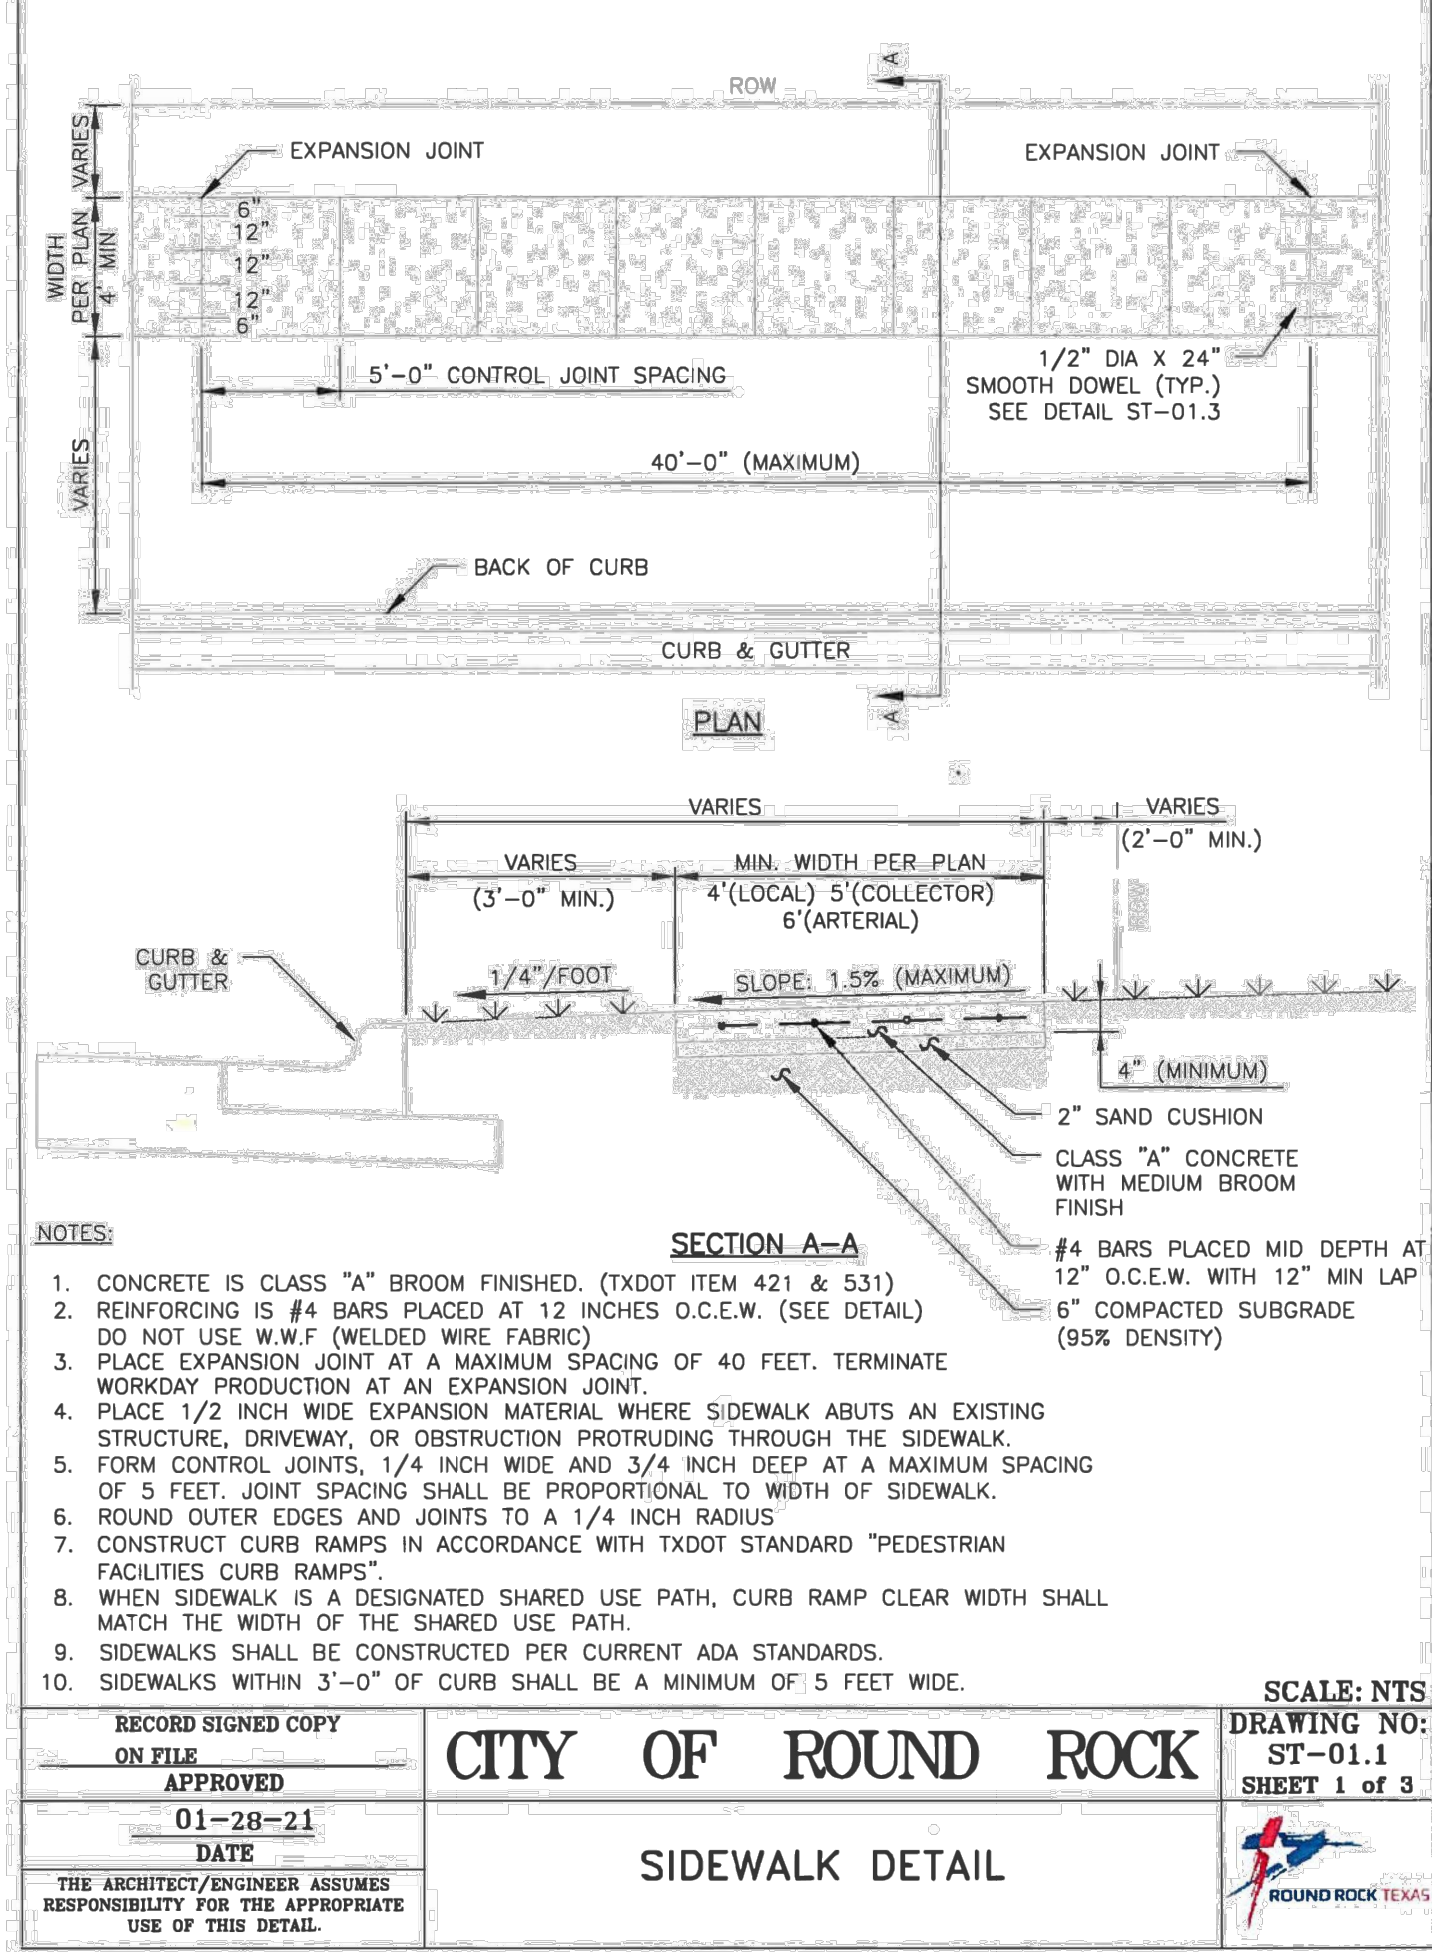 ROW
A
EXPANSION JOINT
EXPANSION JOINT
VARIES
WIDTH
PER PLAN
4' MIN
6"
12"
12"
12"
6"
1/2" DIA X 24"
SMOOTH DOWEL (TYP.)
SEE DETAIL ST-01.3
5'-0" CONTROL JOINT SPACING
40'-0" (MAXIMUM)
VARIES
BACK OF CURB
CURB & GUTTER
A
PLAN
VARIES
VARIES
(2'-0" MIN.)
VARIES
(3'-0" MIN.)
MIN. WIDTH PER PLAN
4'(LOCAL) 5'(COLLECTOR)
6'(ARTERIAL)
CURB &
GUTTER
1/4"/FOOT
SLOPE: 1.5% (MAXIMUM)
4" (MINIMUM)
2" SAND CUSHION
CLASS "A" CONCRETE
WITH MEDIUM BROOM
FINISH
#4 BARS PLACED MID DEPTH AT
12" O.C.E.W. WITH 12" MIN LAP
6" COMPACTED SUBGRADE
(95% DENSITY)
SECTION A-A
NOTES:
1. CONCRETE IS CLASS "A" BROOM FINISHED. (TXDOT ITEM 421 & 531)
2. REINFORCING IS #4 BARS PLACED AT 12 INCHES O.C.E.W. (SEE DETAIL)
DO NOT USE W.W.F (WELDED WIRE FABRIC)
3. PLACE EXPANSION JOINT AT A MAXIMUM SPACING OF 40 FEET. TERMINATE
WORKDAY PRODUCTION AT AN EXPANSION JOINT.
4. PLACE 1/2 INCH WIDE EXPANSION MATERIAL WHERE SIDEWALK ABUTS AN EXISTING
STRUCTURE, DRIVEWAY, OR OBSTRUCTION PROTRUDING THROUGH THE SIDEWALK.
5. FORM CONTROL JOINTS, 1/4 INCH WIDE AND 3/4 INCH DEEP AT A MAXIMUM SPACING
OF 5 FEET. JOINT SPACING SHALL BE PROPORTIONAL TO WIDTH OF SIDEWALK.
6. ROUND OUTER EDGES AND JOINTS TO A 1/4 INCH RADIUS
7. CONSTRUCT CURB RAMPS IN ACCORDANCE WITH TXDOT STANDARD "PEDESTRIAN
FACILITIES CURB RAMPS".
8. WHEN SIDEWALK IS A DESIGNATED SHARED USE PATH, CURB RAMP CLEAR WIDTH SHALL
MATCH THE WIDTH OF THE SHARED USE PATH.
9. SIDEWALKS SHALL BE CONSTRUCTED PER CURRENT ADA STANDARDS.
10. SIDEWALKS WITHIN 3'-0" OF CURB SHALL BE A MINIMUM OF 5 FEET WIDE.
SCALE: NTS
RECORD SIGNED COPY
ON FILE
APPROVED
01-28-21
DATE
THE ARCHITECT/ENGINEER ASSUMES
RESPONSIBILITY FOR THE APPROPRIATE
USE OF THIS DETAIL.
CITY OF ROUND ROCK
SIDEWALK DETAIL
DRAWING NO:
ST-01.1
SHEET 1 of 3
ROUND ROCK TEXAS